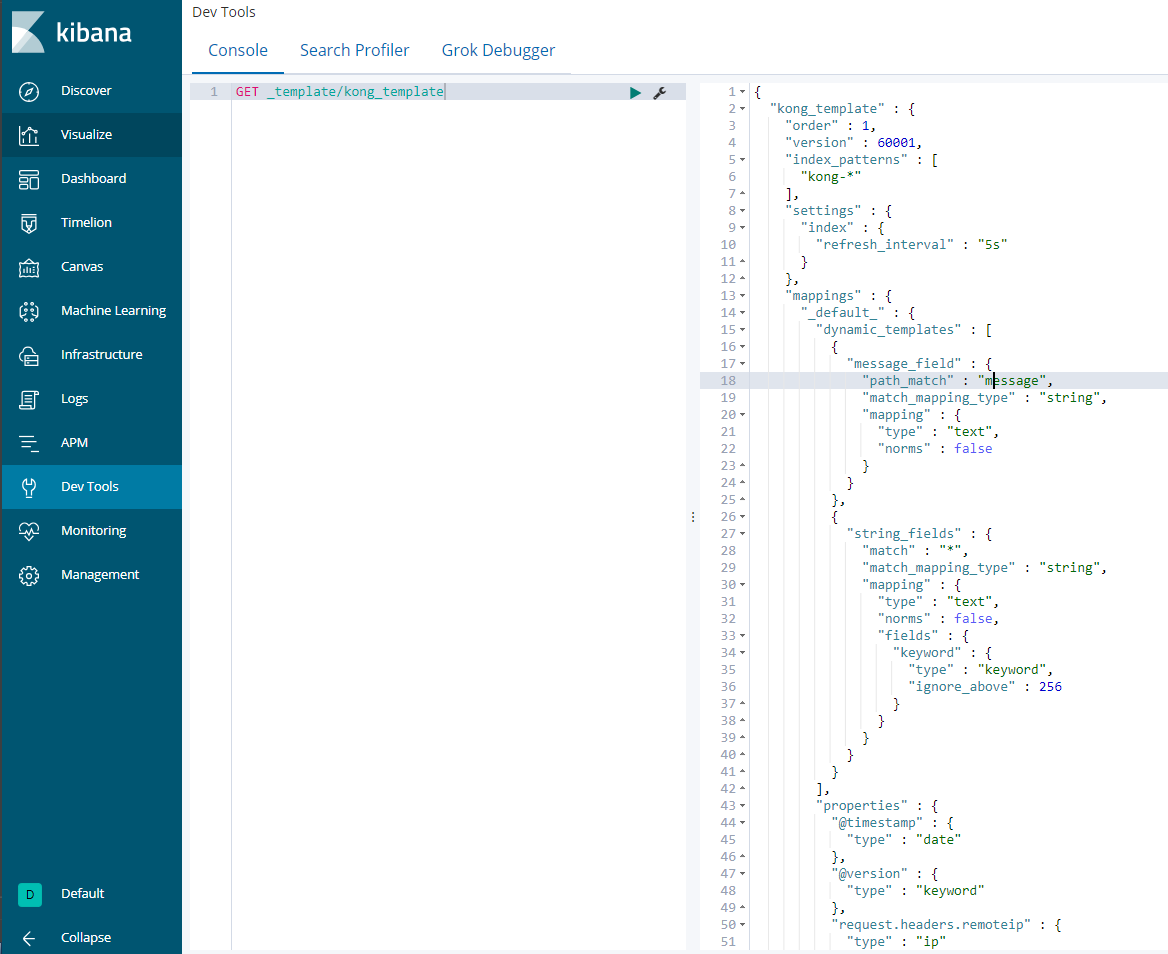 kibana
Discover
Visualize
Dashboard
Timelion
Canvas
Machine Learning
Infrastructure
Logs
APM
Dev Tools
Monitoring
Management
D Default
Collapse
Dev Tools
Console Search Profiler Grok Debugger
1 GET _template/kong_template
1 {
2 "kong_template" : {
3 "order" : 1,
4 "version" : 60001,
5 "index_patterns" : [
6 "kong-*"
7 ],
8 "settings" : {
9 "index" : {
10 "refresh_interval" : "5s"
11 }
12 },
13 "mappings" : {
14 "_default_" : {
15 "dynamic_templates" : [
16 {
17 "message_field" : {
18 "path_match" : "message",
19 "match_mapping_type" : "string",
20 "mapping" : {
21 "type" : "text",
22 "norms" : false
23 }
24 }
25 },
26 {
27 "string_fields" : {
28 "match" : "*",
29 "match_mapping_type" : "string",
30 "mapping" : {
31 "type" : "text",
32 "norms" : false,
33 "fields" : {
34 "keyword" : {
35 "type" : "keyword",
36 "ignore_above" : 256
37 }
38 }
39 }
40 }
41 }
42 ],
43 "properties" : {
44 "@timestamp" : {
45 "type" : "date"
46 },
47 "@version" : {
48 "type" : "keyword"
49 },
50 "request.headers.remoteip" : {
51 "type" : "ip"